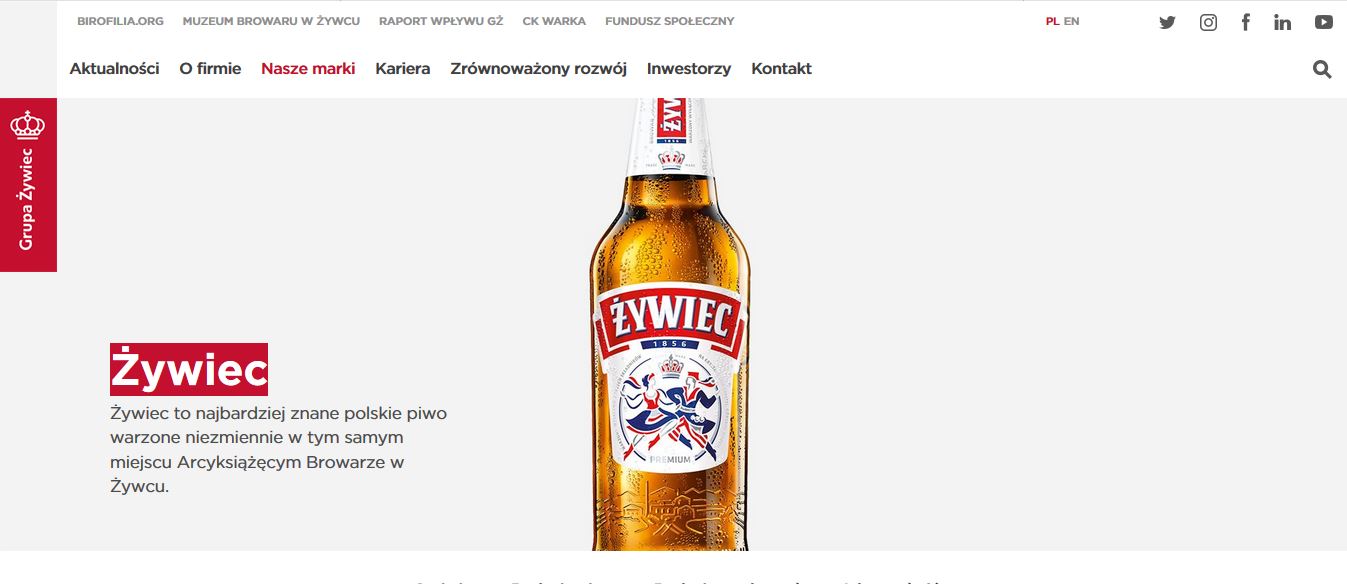 BIROFILIA.ORG MUZEUM BROWARU W ŻYWCU RAPORT WPŁYWU GŻ CK WARKA FUNDUSZ SPOŁECZNY PL EN
Aktualności O firmie Nasze marki Kariera Zrównoważony rozwój Inwestorzy Kontakt
Grupa Żywiec
ŻYWIEC
1856
PREMIUM
Żywiec
Żywiec to najbardziej znane polskie piwo
warzone niezmiennie w tym samym
miejscu Arcyksiążęcym Browarze w
Żywcu.